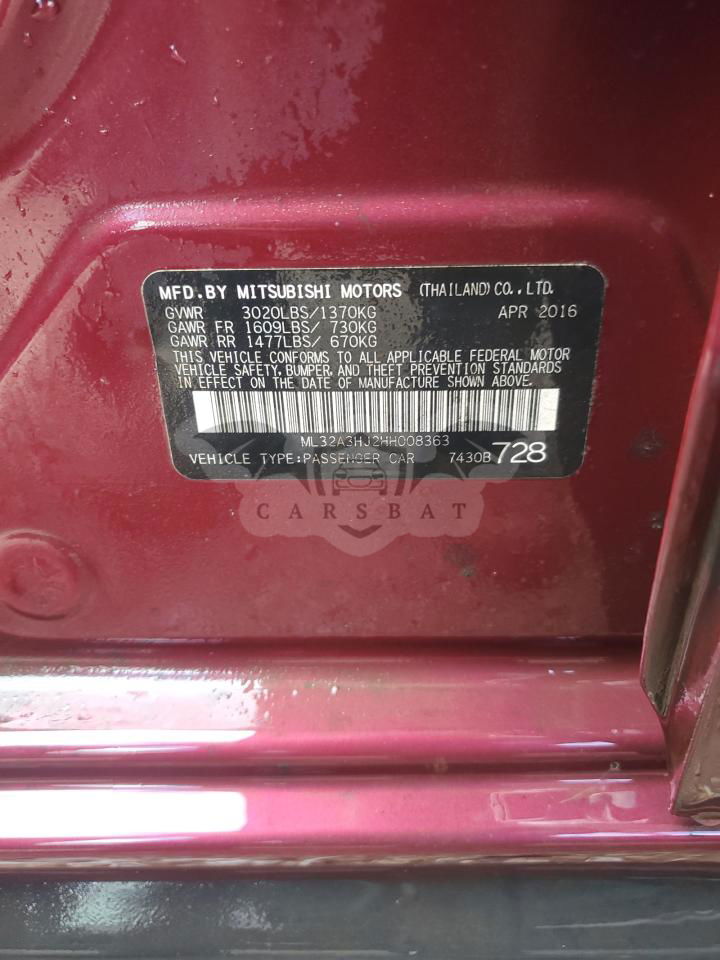 MFD.BY MITSUBISHI MOTORS (THAILAND)CO.,LTD.
GVWR 3020LBS/1370KG APR 2016
GAWR FR 1609LBS/ 730KG
GAWR RR 1477LBS/ 670KG
THIS VEHICLE CONFORMS TO ALL APPLICABLE FEDERAL MOTOR
VEHICLE SAFETY, BUMPER, AND THEFT PREVENTION STANDARDS
IN EFFECT ON THE DATE OF MANUFACTURE SHOWN ABOVE.
ML32A3HJ2HH008363
VEHICLE TYPE:PASSENGER CAR 7430B 728
CARSBAT